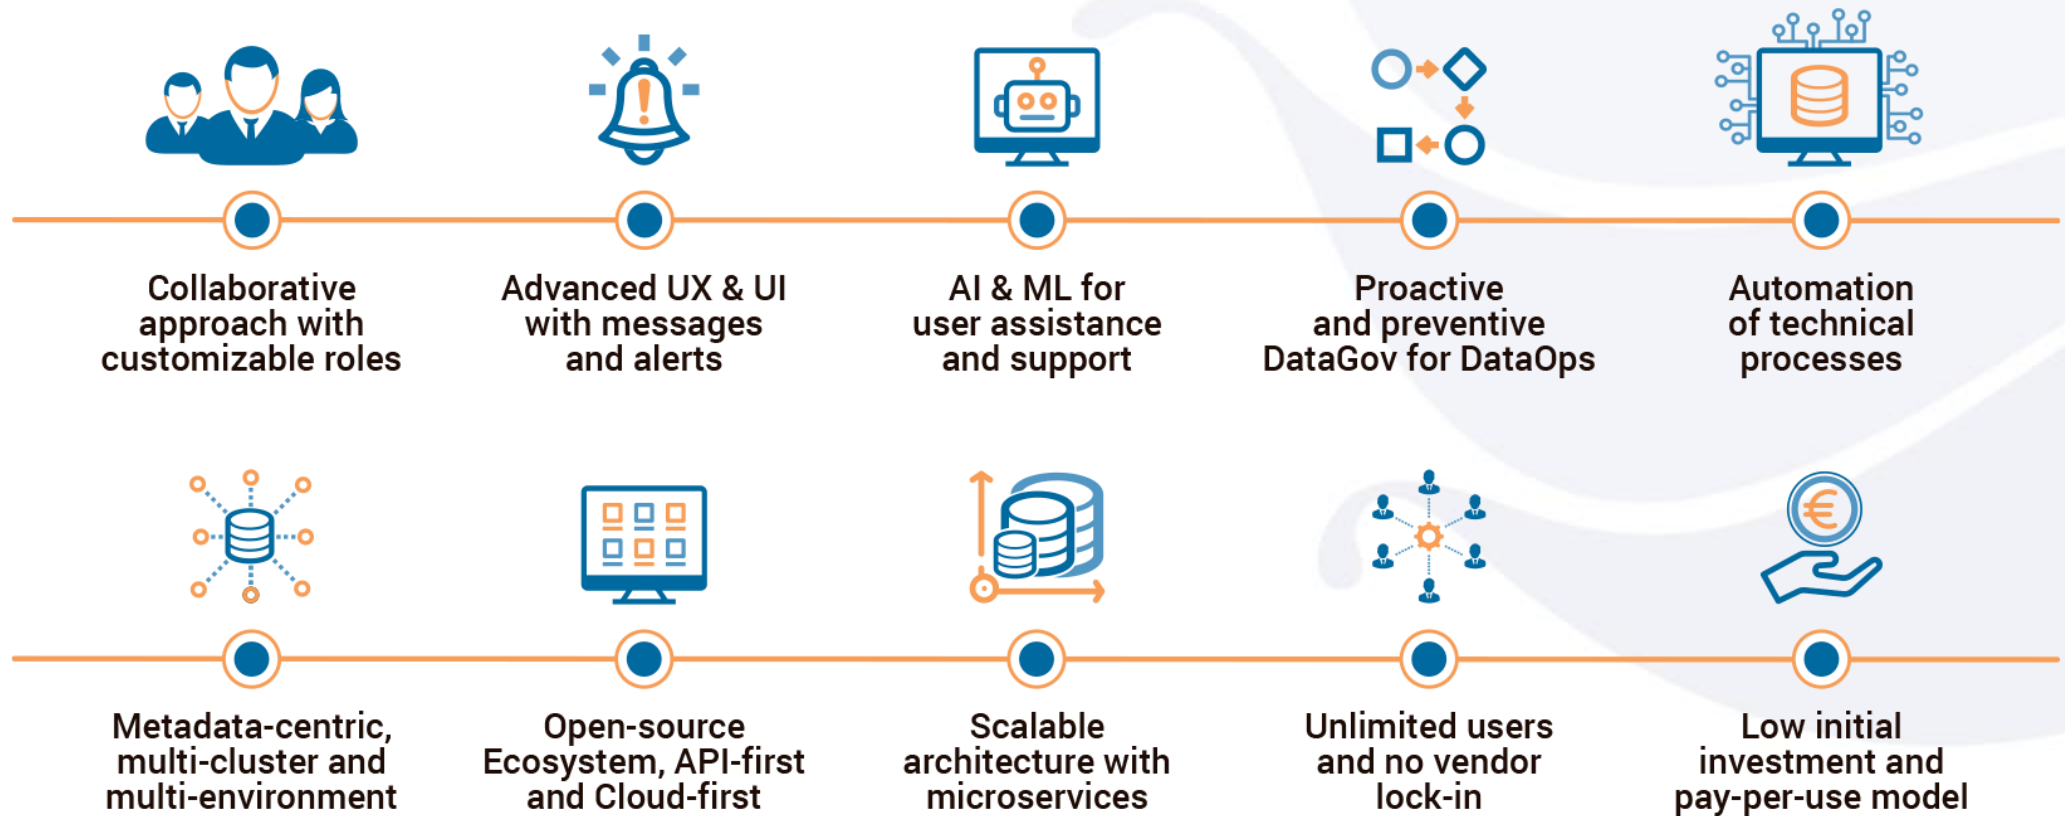 Collaborative
approach with
customizable roles
Advanced UX & UI
with messages
and alerts
AI & ML for
user assistance
and support
Proactive
and preventive
DataGov for DataOps
Automation
of technical
processes
Metadata-centric,
multi-cluster and
multi-environment
Open-source
Ecosystem, API-first
and Cloud-first
Scalable
architecture with
microservices
Unlimited users
and no vendor
lock-in
Low initial
investment and
pay-per-use model